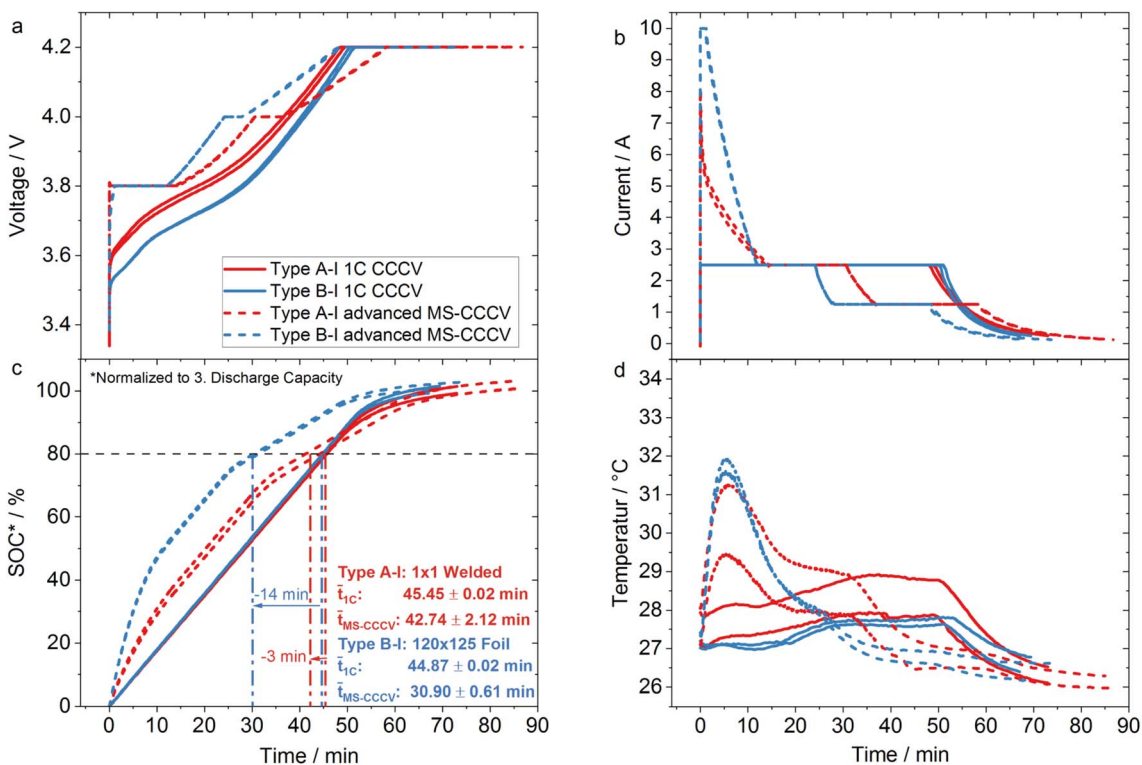 a
4.2
4.0
3.8
3.6
3.4
Voltage / V
Type A-I 1C CCCV
Type B-I 1C CCCV
Type A-I advanced MS-CCCV
Type B-I advanced MS-CCCV
b
10
9
8
7
6
5
4
3
2
1
0
Current / A
c
*Normalized to 3. Discharge Capacity
100
80
60
40
20
0
SOC* / %
-14 min
-3 min
Type A-I: 1x1 Welded
t̄1C: 45.45 ± 0.02 min
t̄MS-CCCV: 42.74 ± 2.12 min
Type B-I: 120x125 Foil
t̄1C: 44.87 ± 0.02 min
t̄MS-CCCV: 30.90 ± 0.61 min
0 10 20 30 40 50 60 70 80 90
Time / min
d
34
33
32
31
30
29
28
27
26
Temperatur / °C
0 10 20 30 40 50 60 70 80 90
Time / min